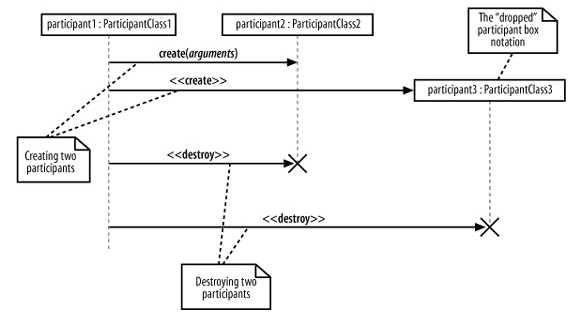 participant1 : ParticipantClass1
participant2 : ParticipantClass2
The “dropped”
participant box
notation
create(arguments)
<<create>>
participant3 : ParticipantClass3
Creating two
participants
<<destroy>>
<<destroy>>
Destroying two
participants